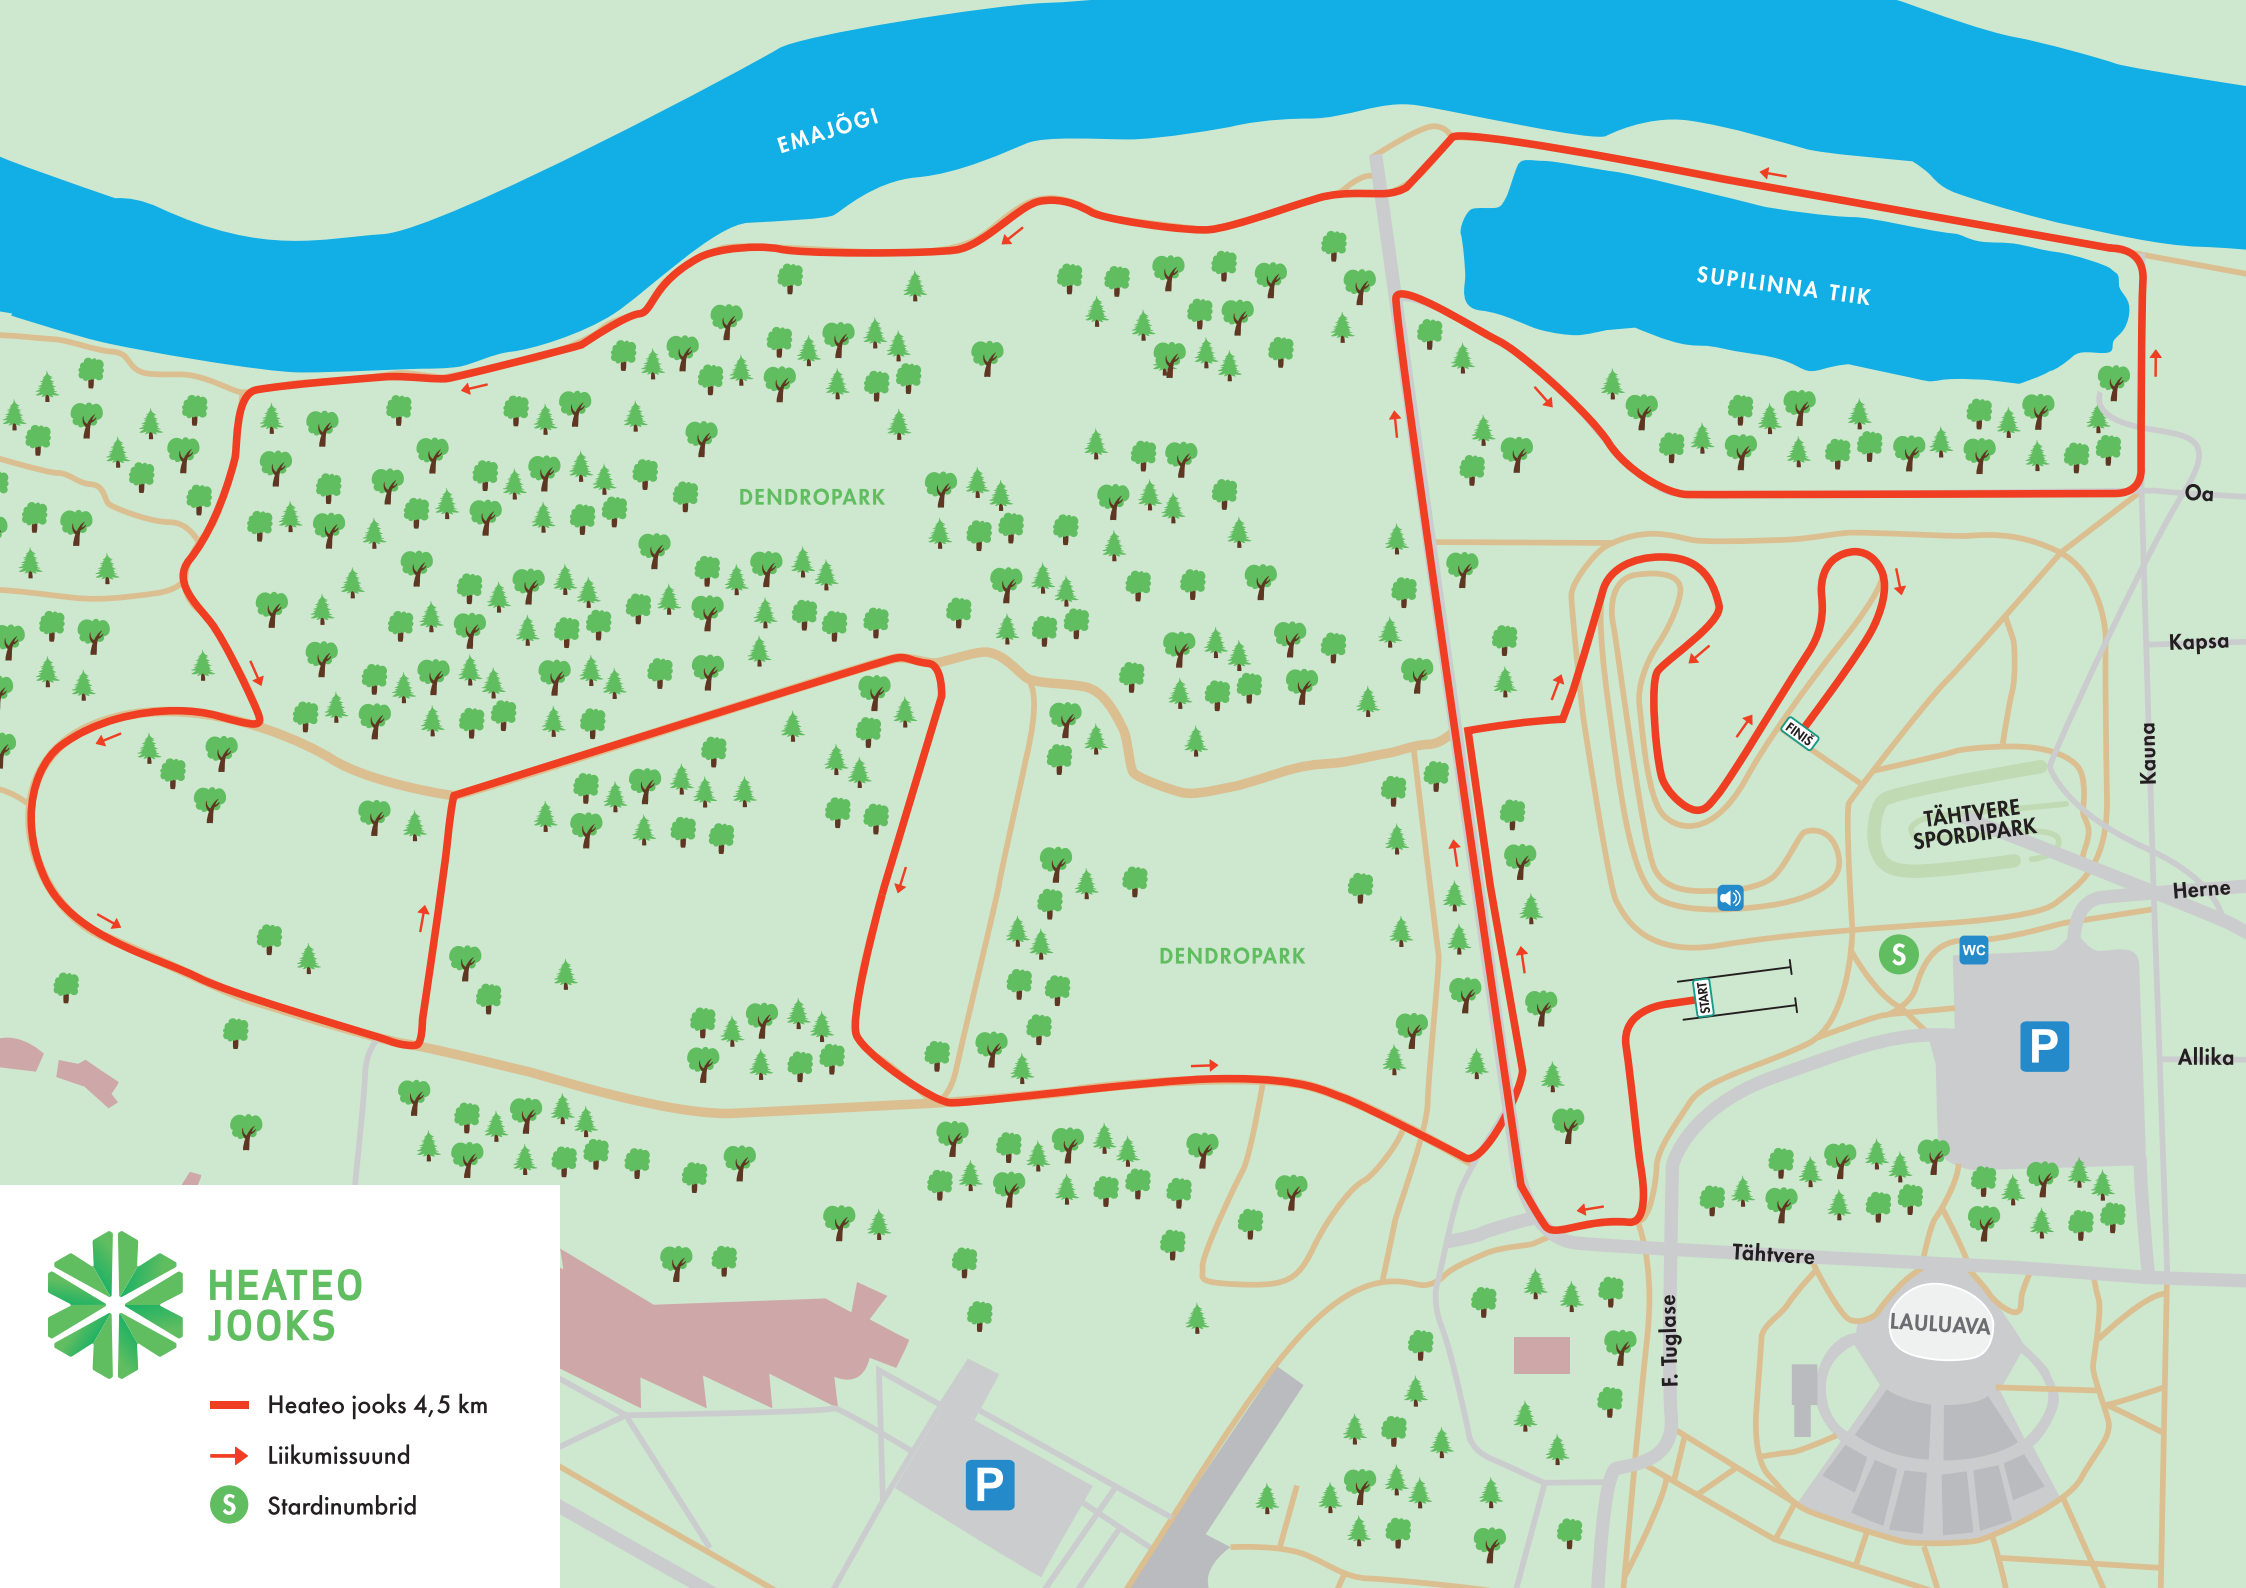 EMAJÕGI
SUPILINNA TIIK
DENDROPARK
Oa
Kapsa
Kauna
FINIŠ
TÄHTVERE
SPORDIPARK
Herne
DENDROPARK
S
WC
START
P
Allika
Tähtvere
F. Tuglase
LAULUAVA
P
HEATEO
JOOKS
Heateo jooks 4,5 km
Liikumissuund
S
Stardinumbrid